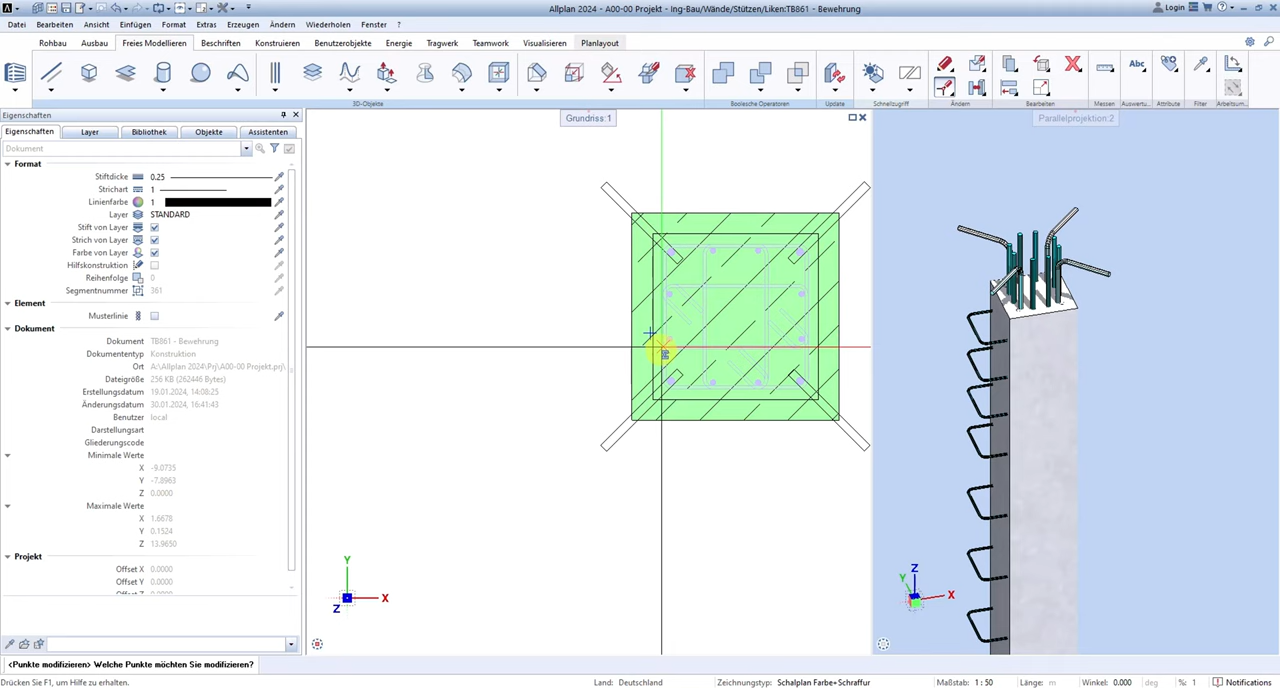 Allplan 2024 - A00-00 Projekt - Ing-Bau/Wände/Stützen/Liken:TB861 - Bewehrung
Login
Datei Bearbeiten Ansicht Einfügen Format Extras Erzeugen Ändern Wiederholen Fenster ?
Rohbau Ausbau Freies Modellieren Beschriften Konstruieren Benutzerobjekte Energie Tragwerk Teamwork Visualisieren Planlayout
Abc
3D-Objekte Boolesche Operatoren Update Schnellzugriff Ändern Bearbeiten Messen Auswertu... Attribute Filter Arbeitsum...
Eigenschaften
Eigenschaften Layer Bibliothek Objekte Assistenten
Dokument
Format
Stiftdicke 0.25
Strichart 1
Linienfarbe 1
Layer STANDARD
Stift von Layer
Strich von Layer
Farbe von Layer
Hilfskonstruktion
Reihenfolge 0
Segmentnummer 361
Element
Musterlinie
Dokument
Dokument TB861 - Bewehrung
Dokumententyp Konstruktion
Ort A:\Allplan 2024\Prj\A00-00 Projekt.prj\
Dateigröße 256 KB (262446 Bytes)
Erstellungsdatum 19.01.2024, 14:08:25
Änderungsdatum 30.01.2024, 16:41:43
Benutzer local
Darstellungsart
Gliederungscode
Minimale Werte
X -9.0735
Y -7.8963
Z 0.0000
Maximale Werte
X 1.6678
Y 0.1524
Z 13.9650
Projekt
Offset X 0.0000
Offset Y 0.0000
Grundriss:1
Y
X
Z
Parallelprojektion:2
Z
Y
X
<Punkte modifizieren> Welche Punkte möchten Sie modifizieren?
Drücken Sie F1, um Hilfe zu erhalten.
Land: Deutschland Zeichnungstyp: Schalplan Farbe+Schraffur Maßstab: 1 : 50 Länge: m Winkel: 0.000 deg %: 1 Notifications